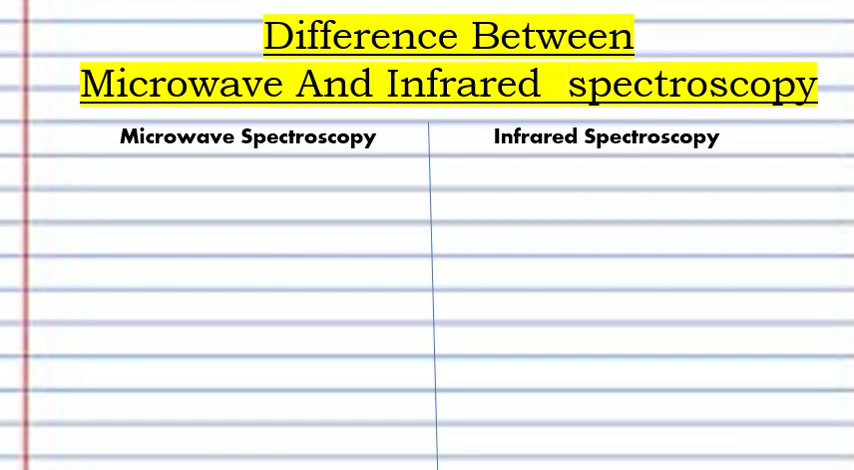 Difference Between
Microwave And Infrared  spectroscopy
Microwave Spectroscopy
Infrared Spectroscopy